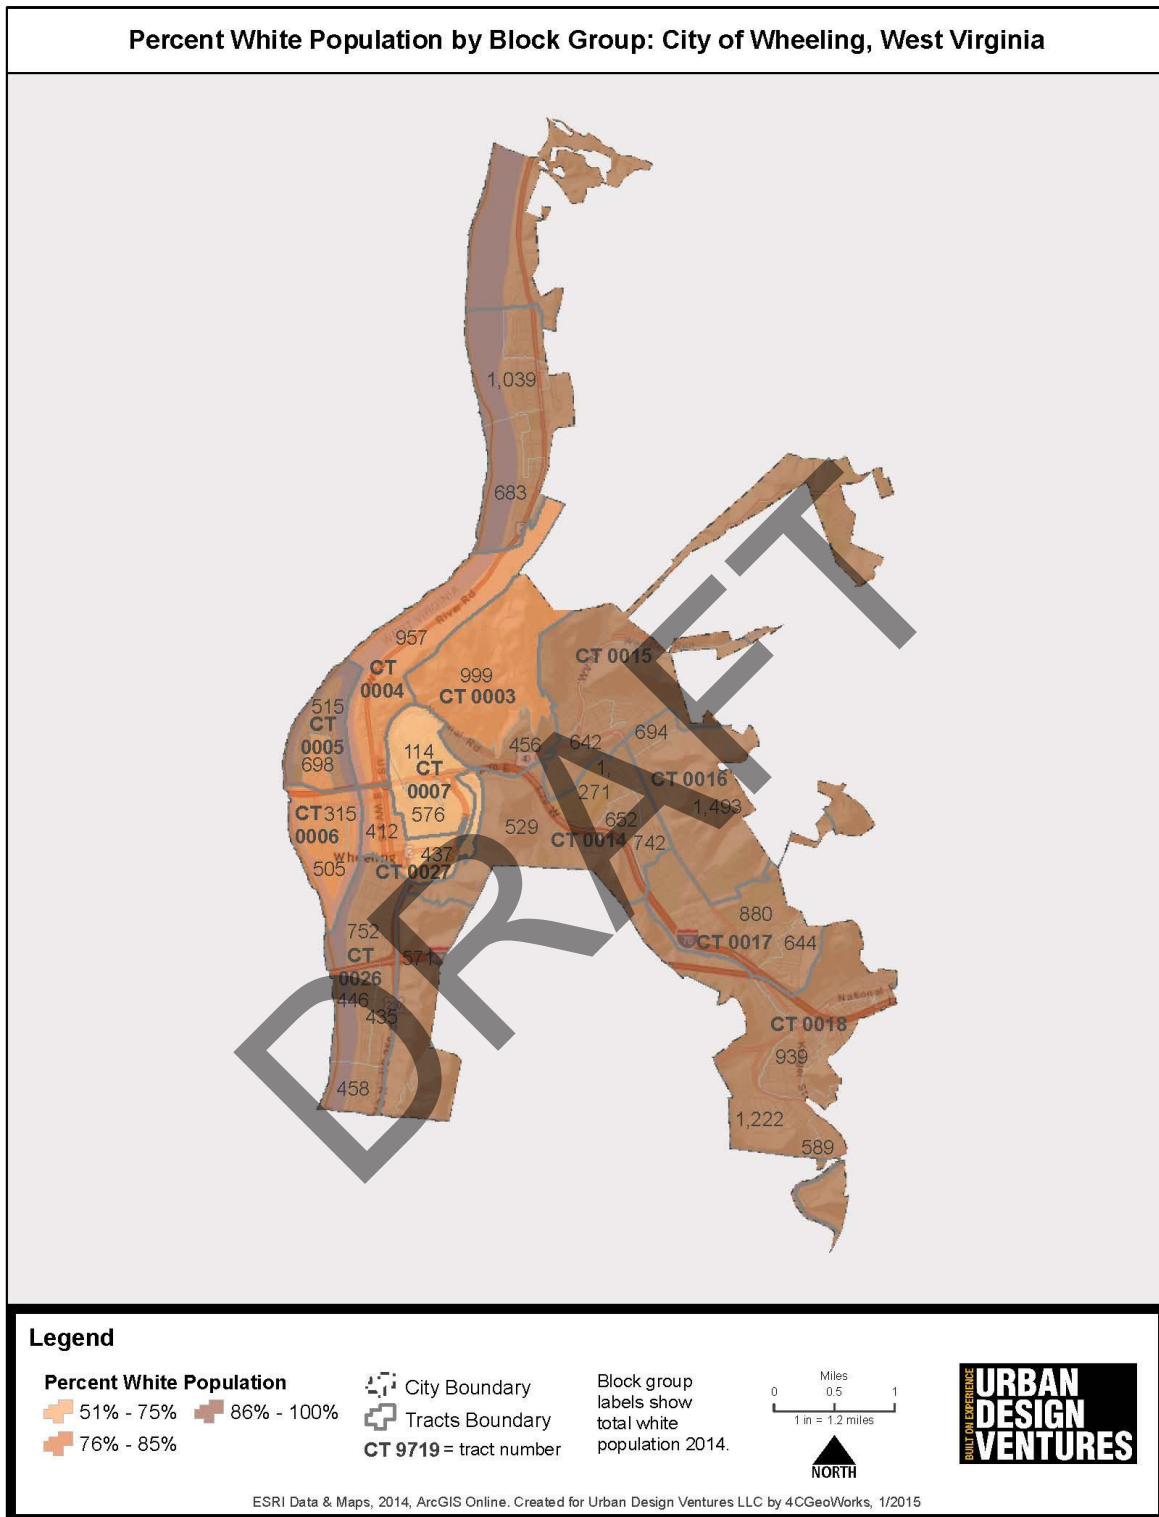 Percent White Population by Block Group: City of Wheeling, West Virginia
1,039
683
WEST VIRGINIA
River Rd
957
CT 0015
CT
0004
999
CT 0003
515
CT
0005
698
114
CT
0007
576
456
642
694
1,
271
CT 0016
1,493
CT 315
0006
412
529
652
CT 0014
742
505
Wheeling
437
CT 0027
752
CT
0026
571
880
CT 0017
644
446
435
National
CT 0018
939
458
1,222
589
DRAFT
Legend
Percent White Population
51% - 75%
86% - 100%
76% - 85%
City Boundary
Tracts Boundary
CT 9719 = tract number
Block group
labels show
total white
population 2014.
Miles
0 0.5 1
1 in = 1.2 miles
NORTH
BUILT ON EXPERIENCE
URBAN
DESIGN
VENTURES
ESRI Data & Maps, 2014, ArcGIS Online. Created for Urban Design Ventures LLC by 4CGeoWorks, 1/2015